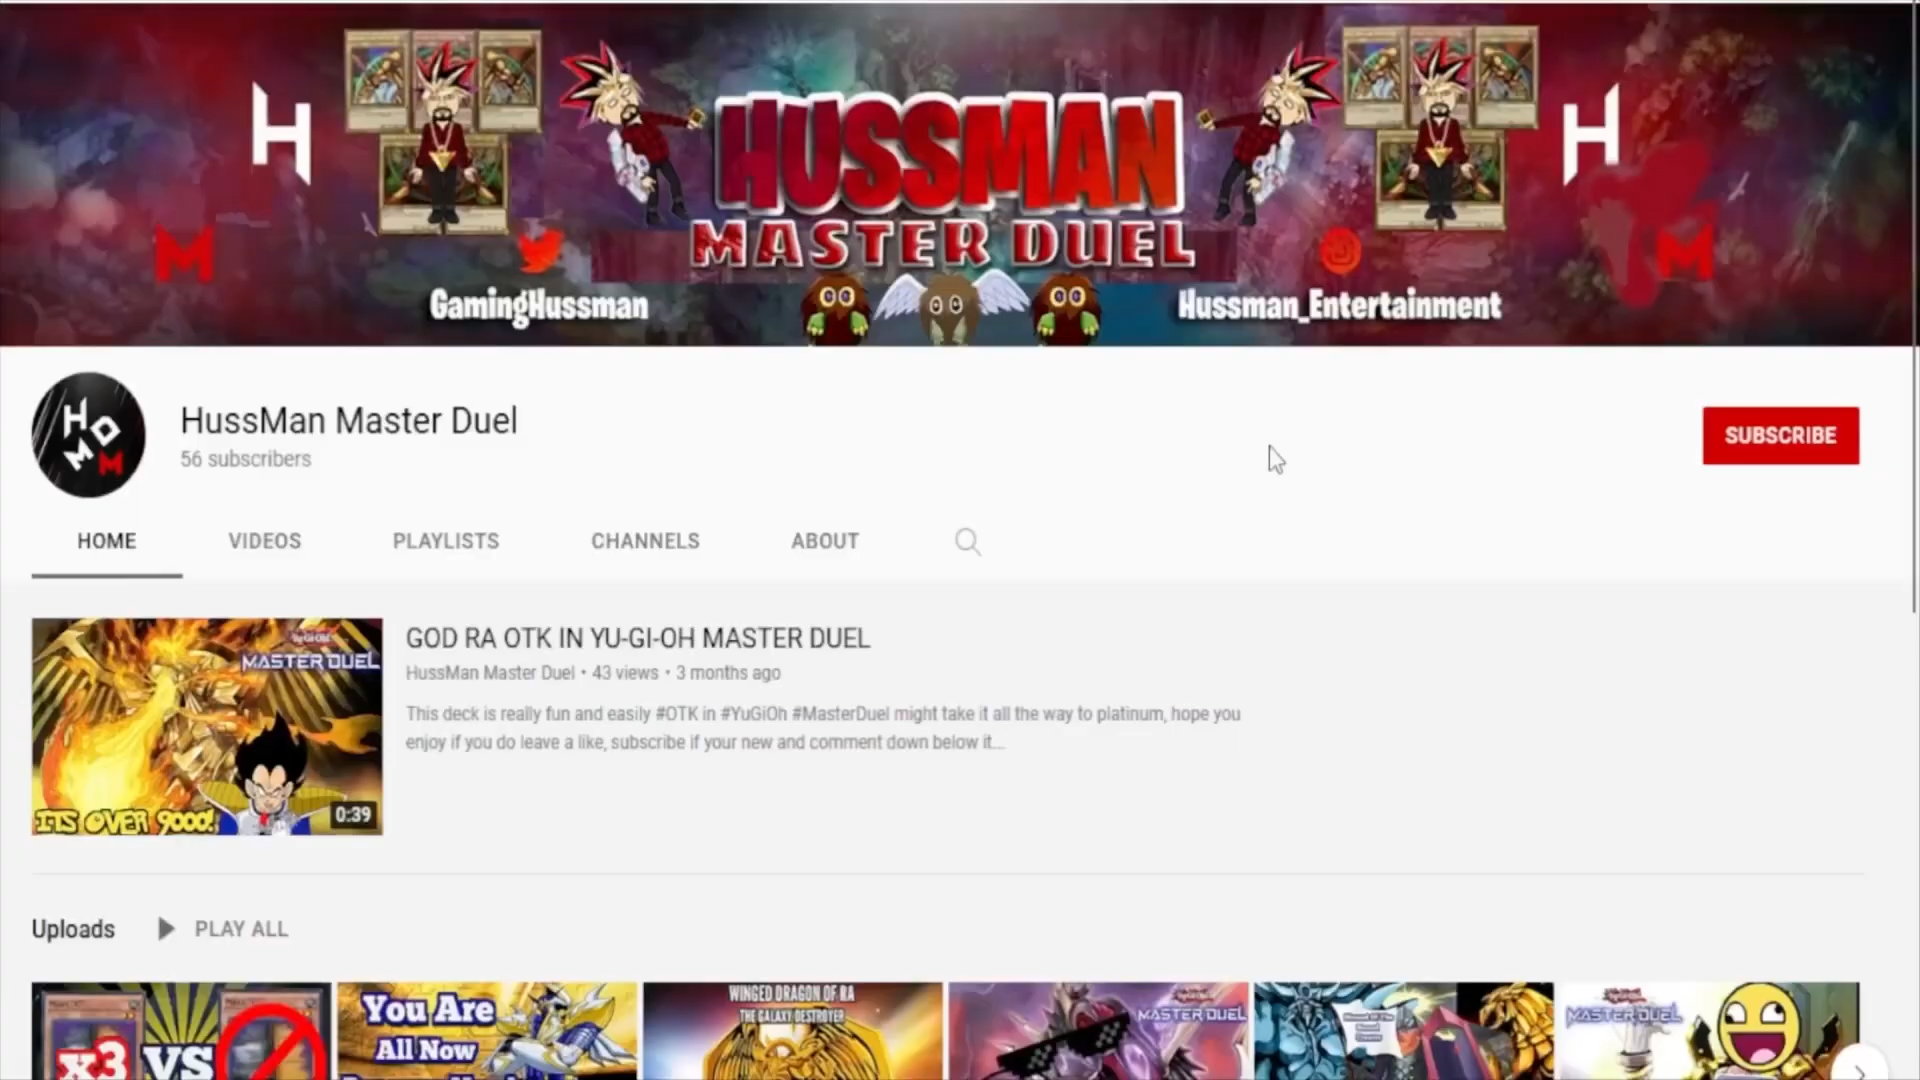 H
H
HUSSMAN
MASTER DUEL
M
M
GamingHussman
Hussman_Entertainment
H D
M M
HussMan Master Duel
56 subscribers
SUBSCRIBE
HOME
VIDEOS
PLAYLISTS
CHANNELS
ABOUT
Yu-Gi-Oh!
MASTER DUEL
ITS OVER 9000!
0:39
GOD RA OTK IN YU-GI-OH MASTER DUEL
HussMan Master Duel • 43 views • 3 months ago
This deck is really fun and easily #OTK in #YuGiOh #MasterDuel might take it all the way to platinum, hope you
enjoy if you do leave a like, subscribe if your new and comment down below it...
Uploads
PLAY ALL
x3 VS
You Are
All Now
WINGED DRAGON OF RA
THE GALAXY DESTROYER
MASTER DUEL
MASTER DUEL